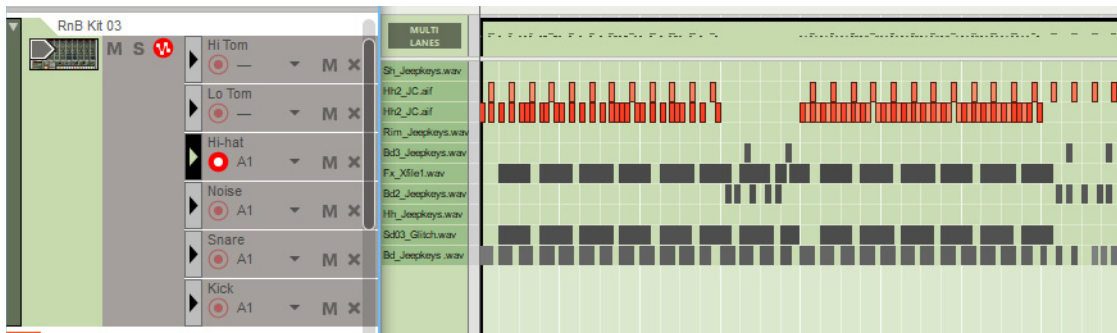 RnB Kit 03
M S
Hi Tom
— M ×
Lo Tom
— M ×
Hi-hat
A1 M ×
Noise
A1 M ×
Snare
A1 M ×
Kick
A1 M ×
MULTI
LANES
Sh_Jeepkeys.wav
Hh2_JC.aif
Hh2_JC.aif
Rim_Jeepkeys.wav
Bd3_Jeepkeys.wav
Fx_Xfile1.wav
Bd2_Jeepkeys.wav
Hh_Jeepkeys.wav
Sd03_Glitch.wav
Bd_Jeepkeys .wav